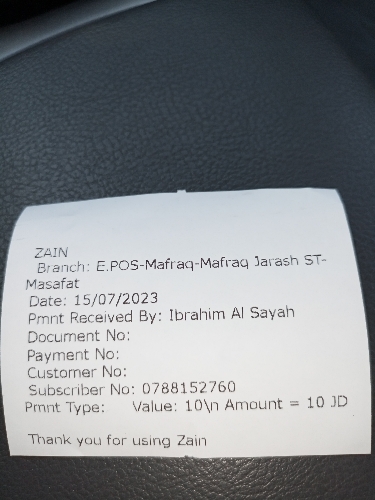 ZAIN
Branch: E.POS-Mafraq-Mafraq Jarash ST-
Masafat
Date: 15/07/2023
Pmnt Received By: Ibrahim Al Sayah
Document No:
Payment No:
Customer No:
Subscriber No: 0788152760
Pmnt Type: Value: 10\n Amount = 10 JD
Thank you for using Zain